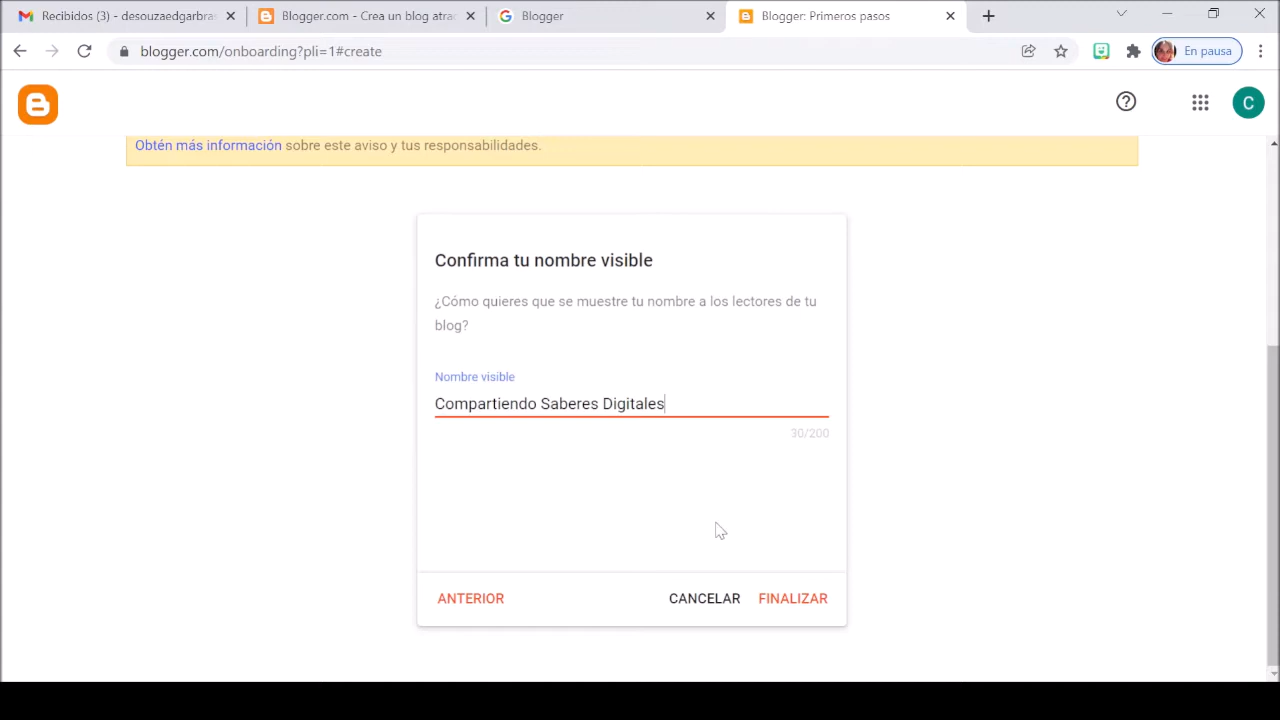 Recibidos (3) - desouzaedgarbra
Blogger.com - Crea un blog atrac
Blogger
Blogger: Primeros pasos
blogger.com/onboarding?pli=1#create
En pausa
C
Obtén más información sobre este aviso y tus responsabilidades.
Confirma tu nombre visible
¿Cómo quieres que se muestre tu nombre a los lectores de tu
blog?
Nombre visible
Compartiendo Saberes Digitales
30/200
ANTERIOR
CANCELAR
FINALIZAR